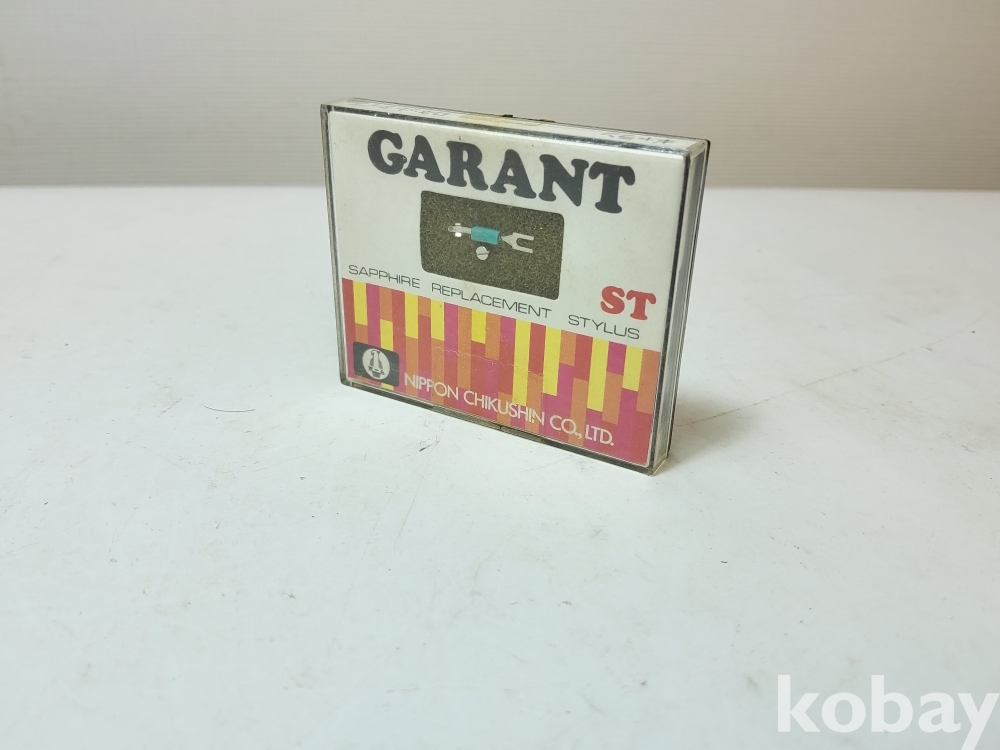 GARANT
SAPPHIRE REPLACEMENT STYLUS
ST
NIPPON CHIKUSHIN CO., LTD.
kobay